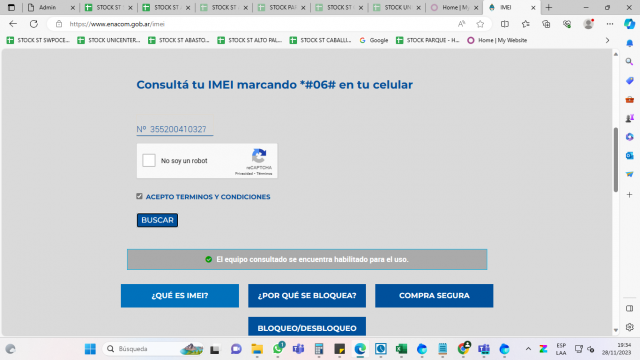 Admin
STOCK ST
STOCK S
STOCK ST
STOCK ST
STOCK ST
STOCK ST
STOCK UN
Home | My
IMEI
https://www.enacom.gob.ar/imei
STOCK ST SWPOCE...
STOCK UNICENTER...
STOCK ST ABASTO...
STOCK ST ALTO PAL...
STOCK ST CABALLI...
Google
STOCK PARQUE - H...
Home | My Website
Consultá tu IMEI marcando *#06# en tu celular
Nº 355200410327
No soy un robot
reCAPTCHA
Privacidad - Términos
ACEPTO TERMINOS Y CONDICIONES
BUSCAR
El equipo consultado se encuentra habilitado para el uso.
¿QUÉ ES IMEI?
¿POR QUÉ SE BLOQUEA?
COMPRA SEGURA
BLOQUEO/DESBLOQUEO
Búsqueda
ESP
LAA
19:34
28/11/2023